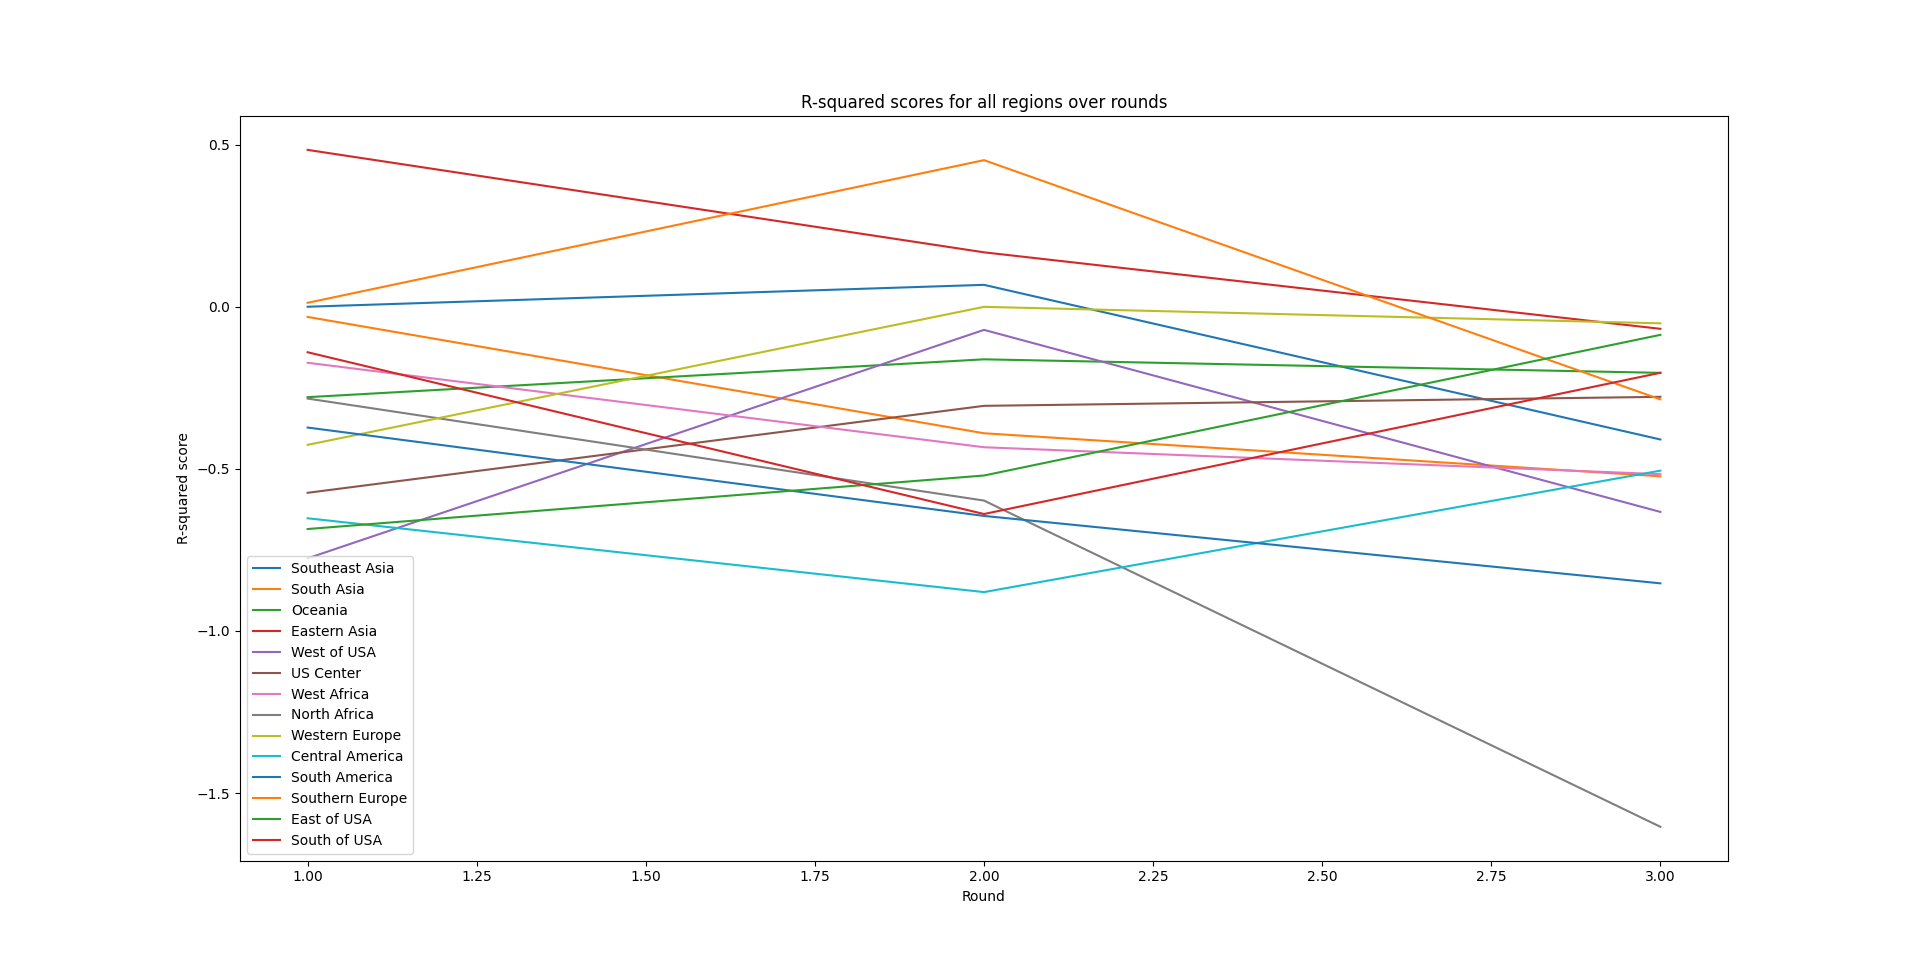 R-squared scores for all regions over rounds
R-squared score
0.5
0.0
−0.5
−1.0
−1.5
Southeast Asia
South Asia
Oceania
Eastern Asia
West of USA
US Center
West Africa
North Africa
Western Europe
Central America
South America
Southern Europe
East of USA
South of USA
1.00 1.25 1.50 1.75 2.00 2.25 2.50 2.75 3.00
Round